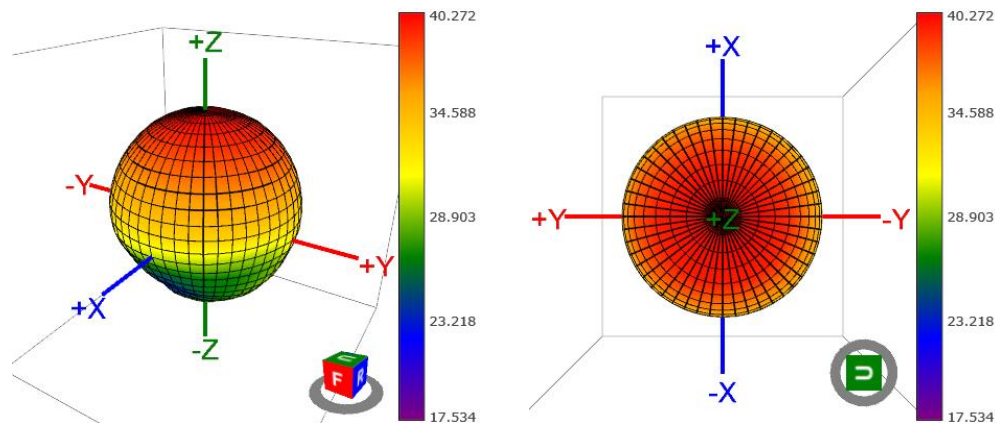 40.272
+Z
34.588
-Y
28.903
+Y
+X
23.218
-Z
F
R
17.534
40.272
+X
34.588
+Y
+Z
-Y
28.903
23.218
-X
17.534